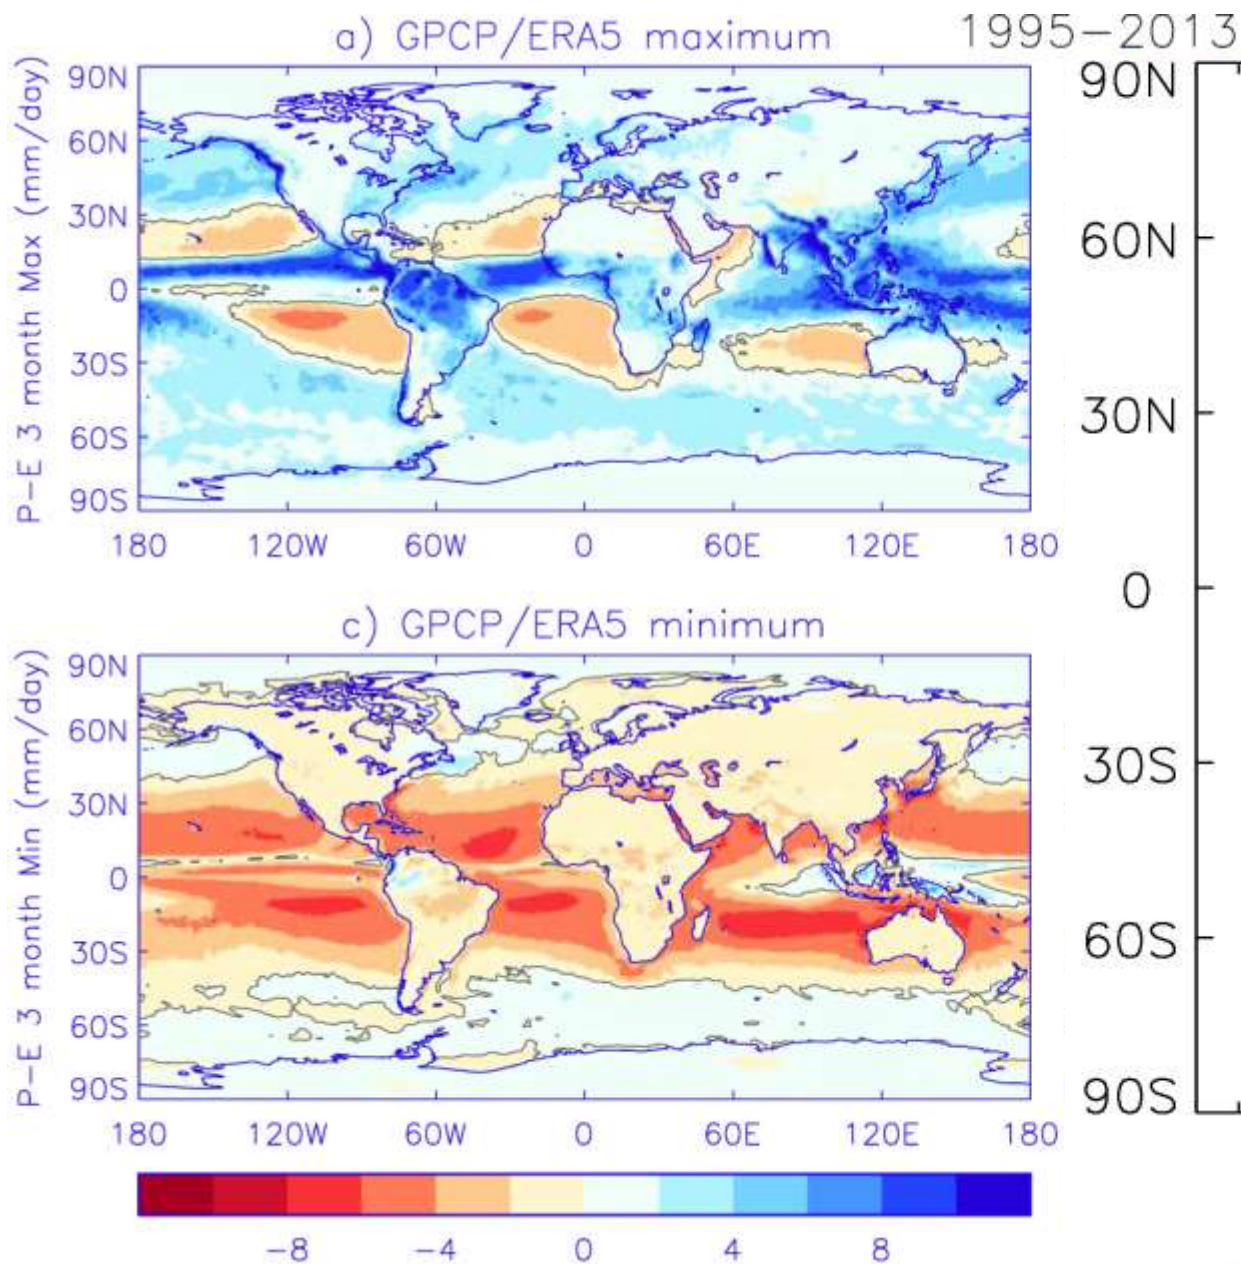 a) GPCP/ERA5 maximum
1995-2013
P-E 3 month Max (mm/day)
90N
60N
30N
0
30S
60S
90S
180 120W 60W 0 60E 120E 180
c) GPCP/ERA5 minimum
P-E 3 month Min (mm/day)
90N
60N
30N
0
30S
60S
90S
180 120W 60W 0 60E 120E 180
-8 -4 0 4 8
90N
60N
30N
0
30S
60S
90S